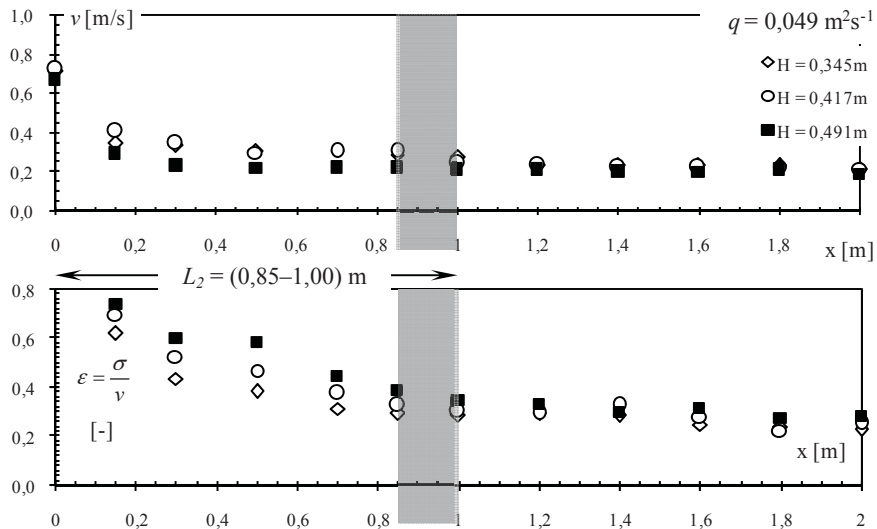 v [m/s]
q = 0,049 m²s⁻¹
1,0
0,8
0,6
0,4
0,2
0,0
H = 0,345m
H = 0,417m
H = 0,491m
0 0,2 0,4 0,6 0,8 1 1,2 1,4 1,6 1,8 2
x [m]
L₂ = (0,85–1,00) m
0,8
0,6
0,4
0,2
0,0
ε = σ/v
[-]
x [m]
0 0,2 0,4 0,6 0,8 1 1,2 1,4 1,6 1,8 2